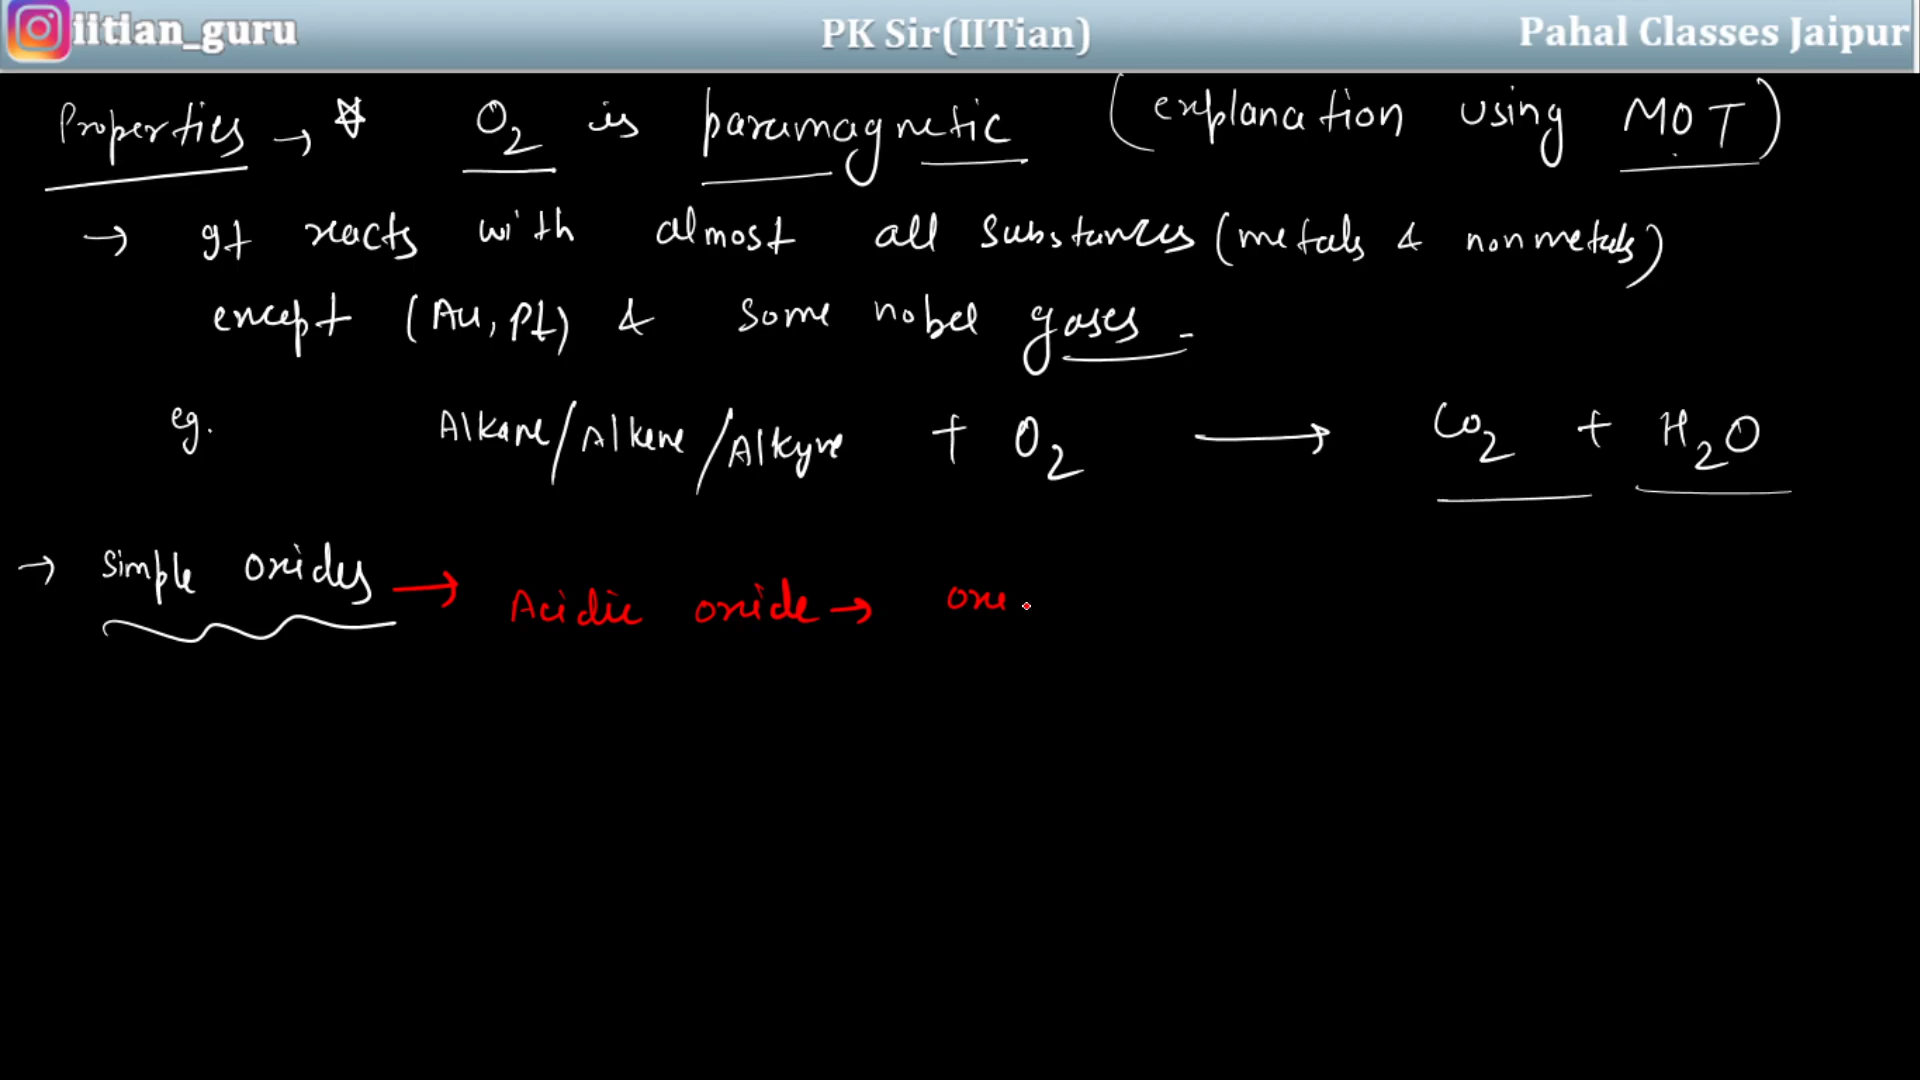 iitian_guru PK Sir(IITian) Pahal Classes Jaipur
Properties → ☆ O2 is paramagnetic (explanation using MOT)
→ It reacts with almost all substances (metals & nonmetals)
except (Au, Pt) & some nobel gases -
eg. Alkane/Alkene/Alkyne + O2 → CO2 + H2O
→ Simple oxides → Acidic oxide → oxi